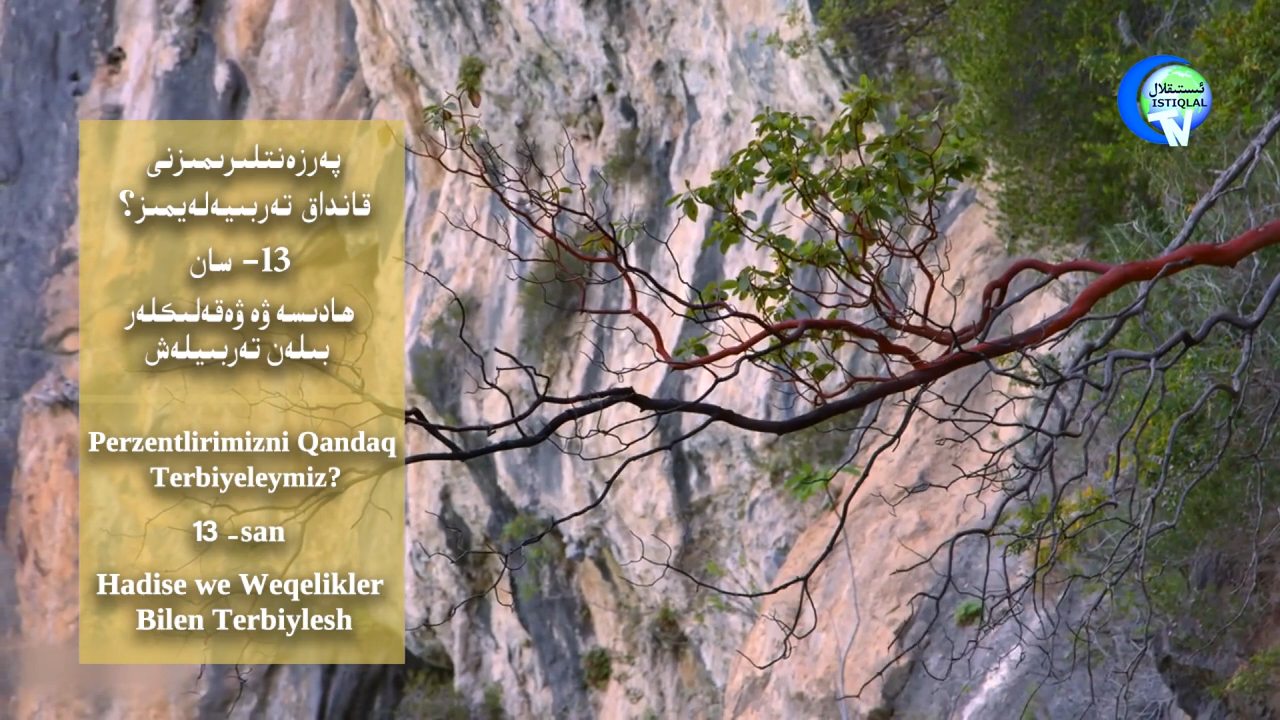 پەرزەنتلىرىمىزنى
قانداق تەربىيەلەيمىز؟
13- سان
ھادىسە ۋە ۋەقەلىكلەر
بىلەن تەربىيىلەش
Perzentlirimizni Qandaq
Terbiyeleymiz?
13 -san
Hadise we Weqelikler
Bilen Terbiylesh
ئىستىقلال
ISTIQLAL
TV